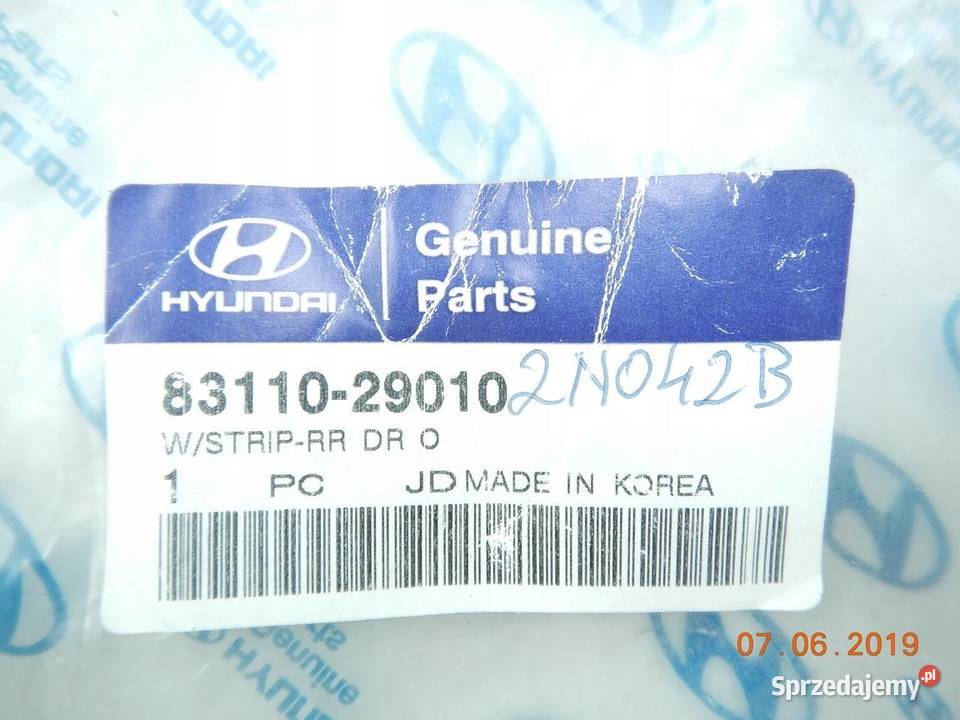 HYUNDAI
Genuine
Parts
83110-29010 2N042B
W/STRIP-RR DR O
1 PC JD MADE IN KOREA
07.06.2019
Sprzedajemy.pl